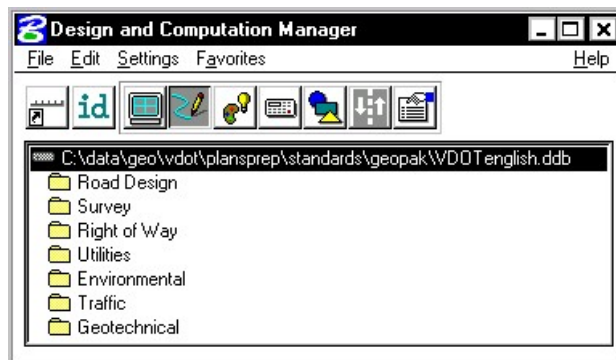 Design and Computation Manager
File Edit Settings Favorites Help
id
C:\data\geo\vdot\plansprep\standards\geopak\VDOTenglish.ddb
Road Design
Survey
Right of Way
Utilities
Environmental
Traffic
Geotechnical